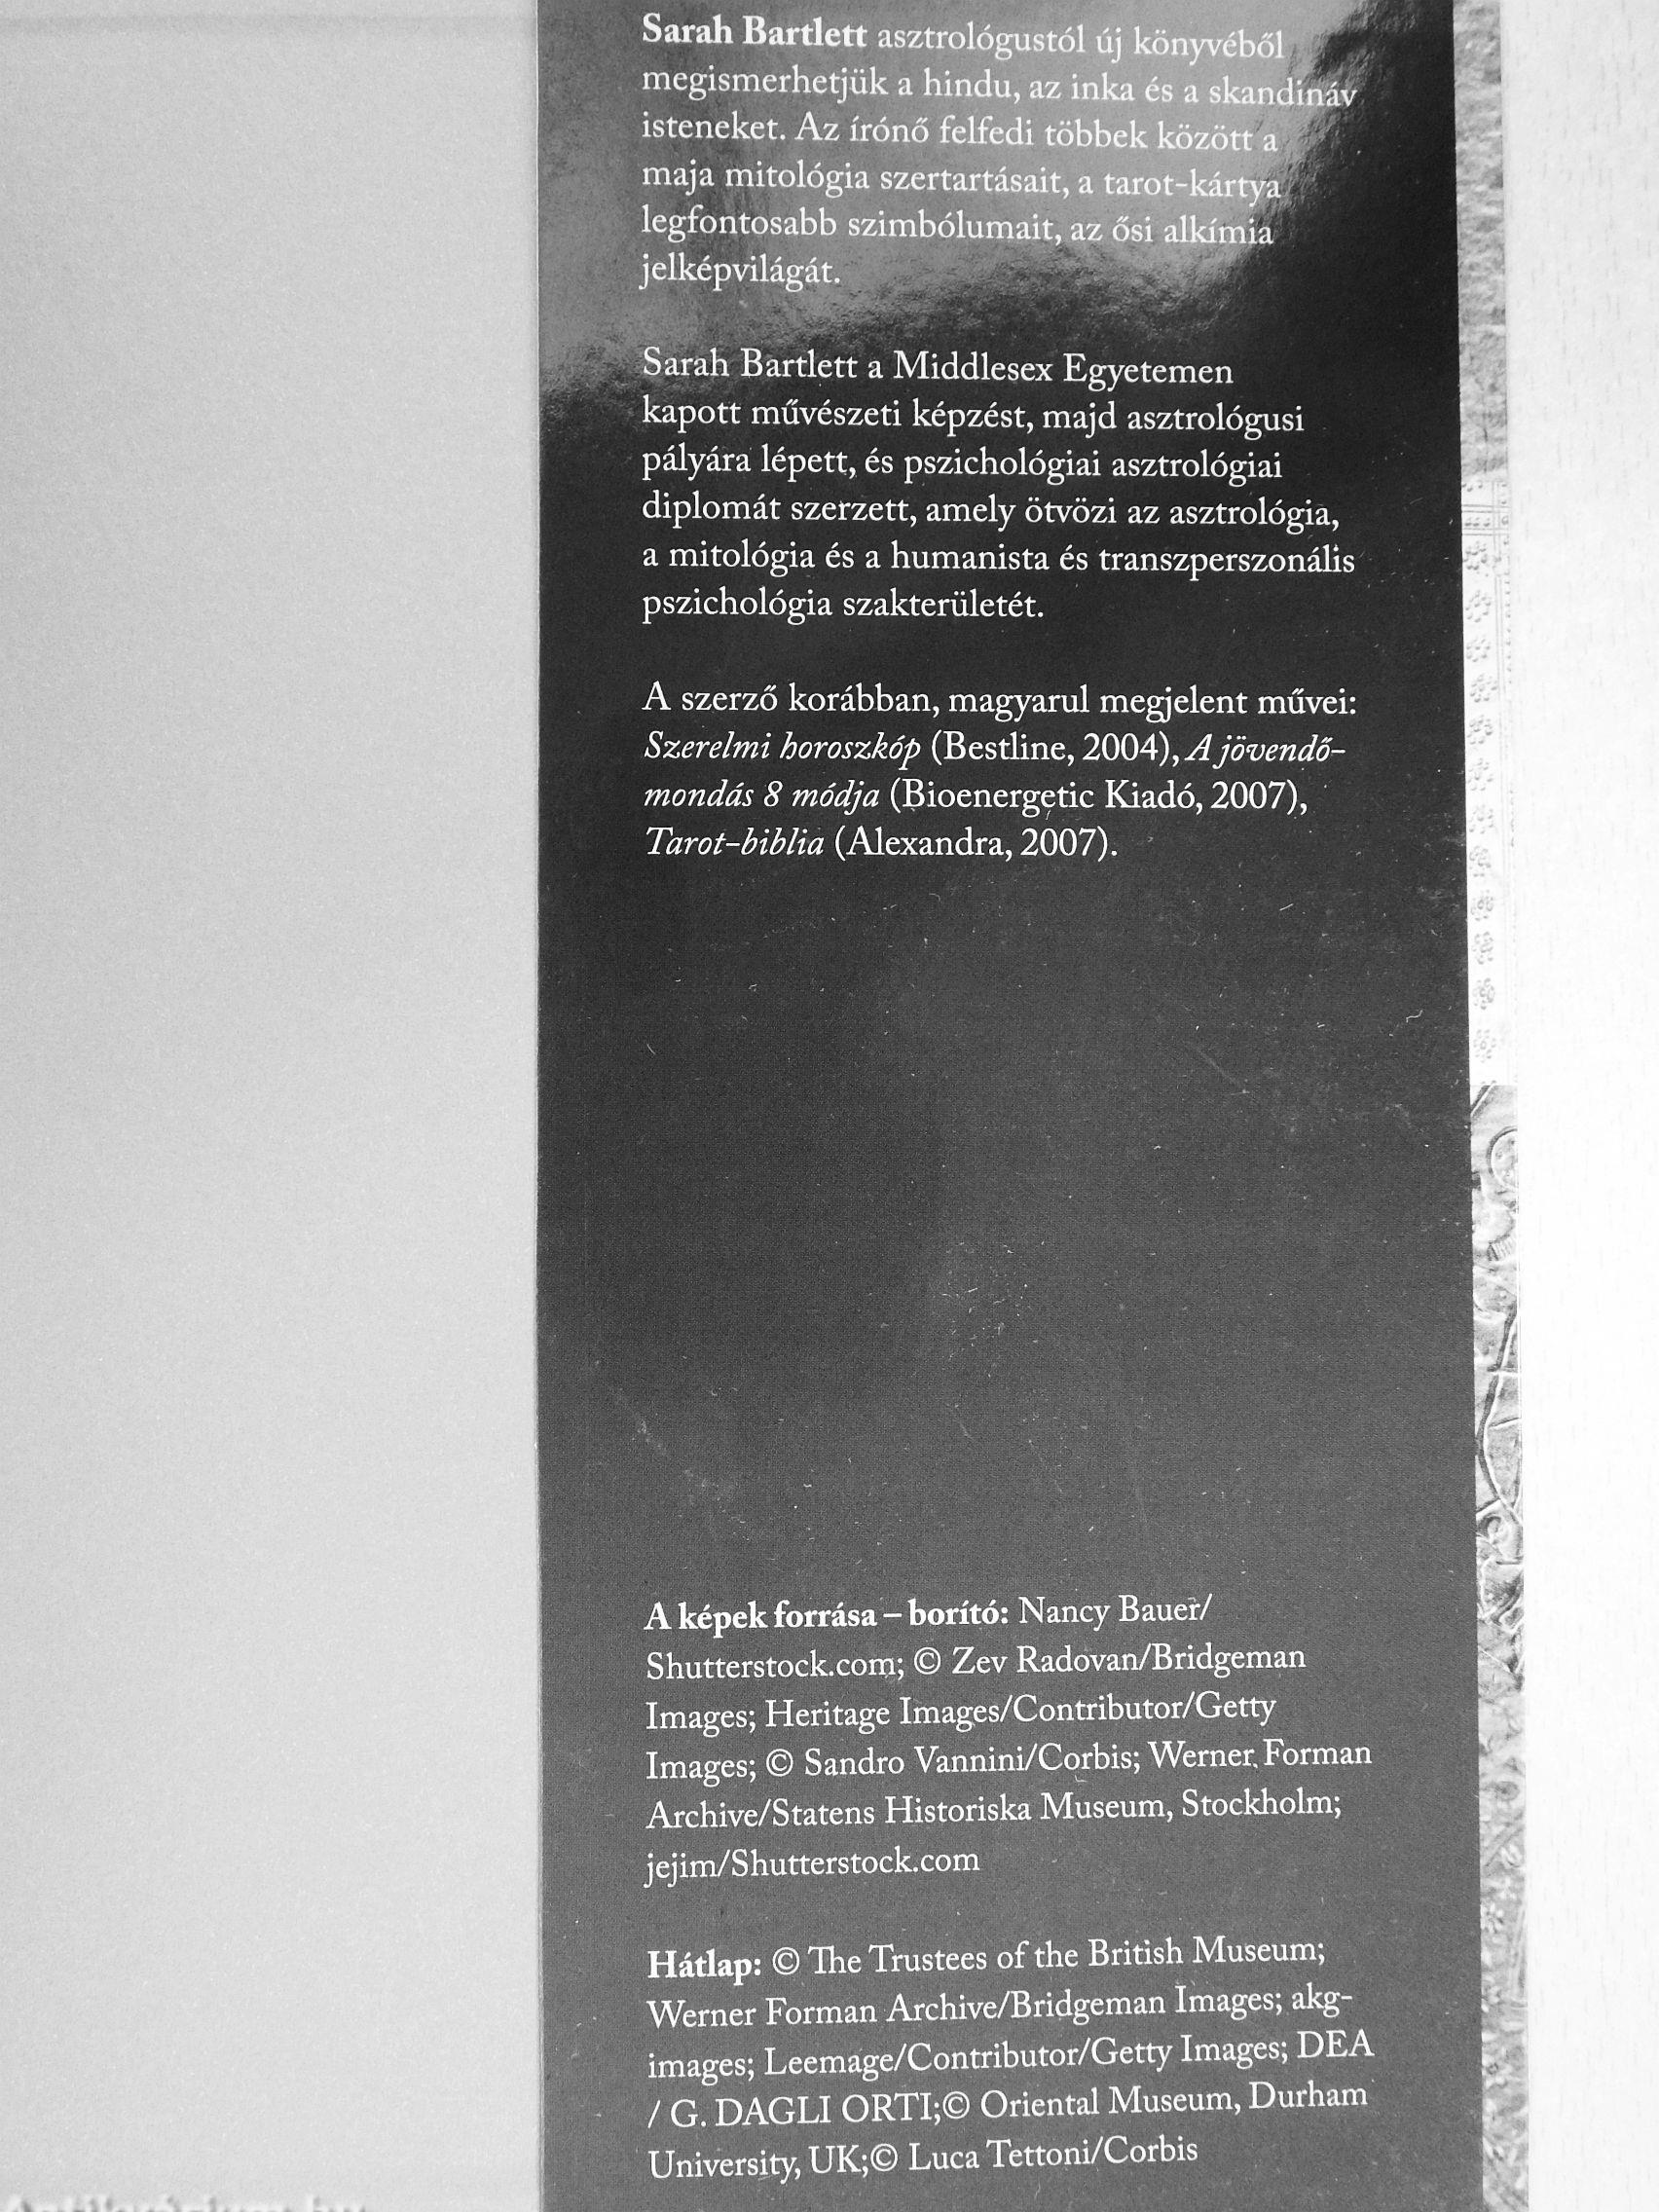 Sarah Bartlett asztrológustól új könyvéből
megismerhetjük a hindu, az inka és a skandináv
isteneket. Az írónő felfedi többek között a
maja mitológia szertartásait, a tarot-kártya
legfontosabb szimbólumait, az ősi alkímia
jelképvilágát.
Sarah Bartlett a Middlesex Egyetemen
kapott művészeti képzést, majd asztrológusi
pályára lépett, és pszichológiai asztrológiai
diplomát szerzett, amely ötvözi az asztrológia,
a mitológia és a humanista és transzperszonális
pszichológia szakterületét.
A szerző korábban, magyarul megjelent művei:
Szerelmi horoszkóp (Bestline, 2004), A jövendő-
mondás 8 módja (Bioenergetic Kiadó, 2007),
Tarot-biblia (Alexandra, 2007).
A képek forrása – borító: Nancy Bauer/
Shutterstock.com; © Zev Radovan/Bridgeman
Images; Heritage Images/Contributor/Getty
Images; © Sandro Vannini/Corbis; Werner Forman
Archive/Statens Historiska Museum, Stockholm;
jejim/Shutterstock.com
Hátlap: © The Trustees of the British Museum;
Werner Forman Archive/Bridgeman Images; akg-
images; Leemage/Contributor/Getty Images; DEA
/ G. DAGLI ORTI;© Oriental Museum, Durham
University, UK;© Luca Tettoni/Corbis